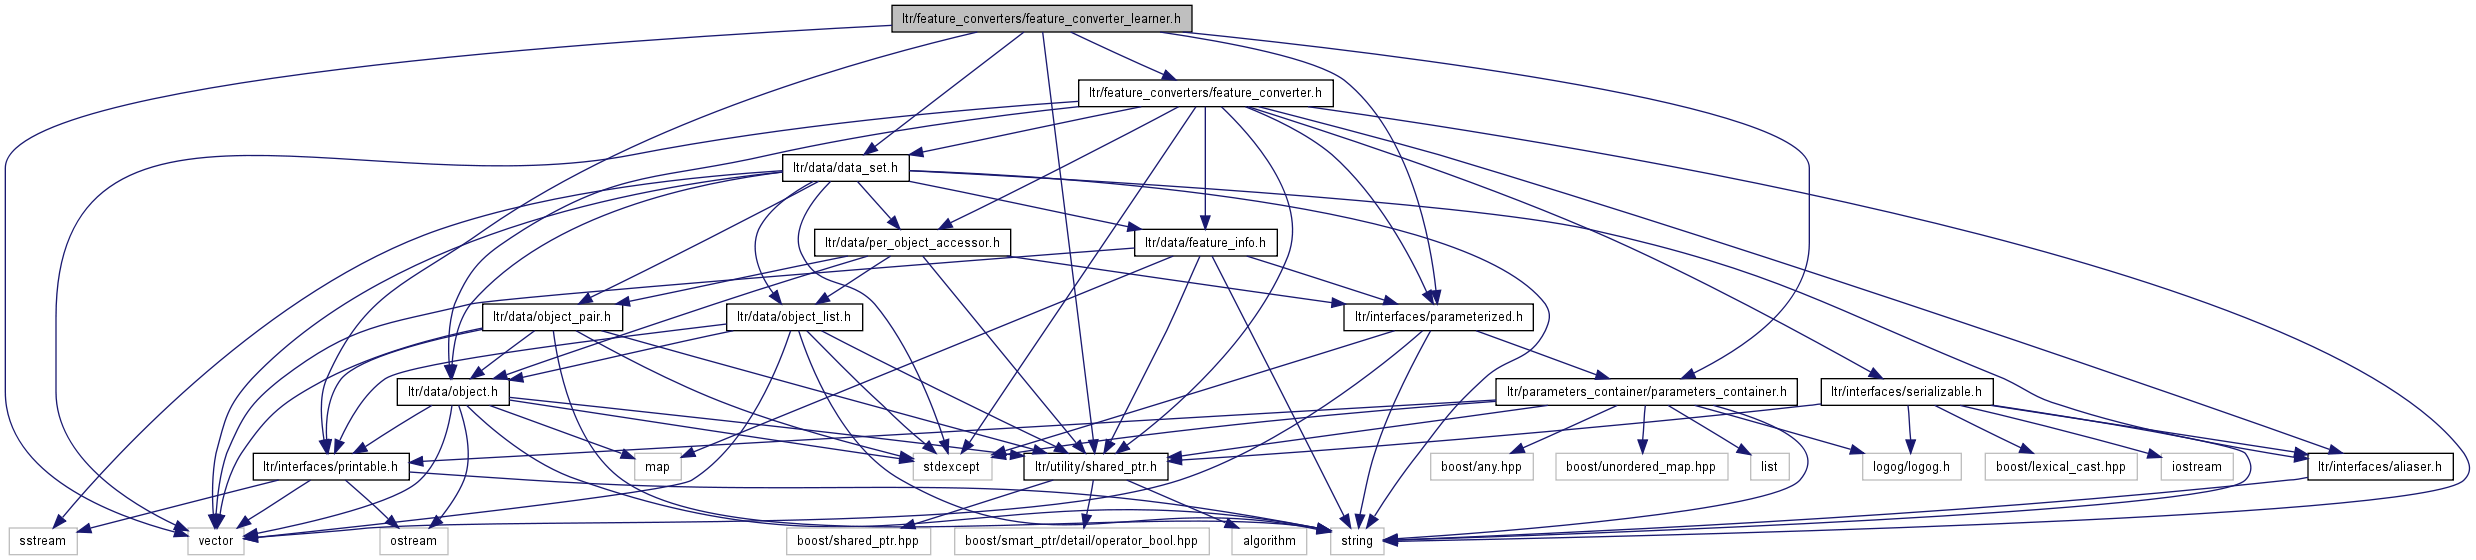 ltr/feature_converters/feature_converter_learner.h
ltr/feature_converters/feature_converter.h
ltr/data/data_set.h
ltr/data/per_object_accessor.h
ltr/data/feature_info.h
ltr/data/object_pair.h
ltr/data/object_list.h
ltr/interfaces/parameterized.h
ltr/data/object.h
ltr/parameters_container/parameters_container.h
ltr/interfaces/serializable.h
ltr/interfaces/printable.h
map
stdexcept
ltr/utility/shared_ptr.h
boost/any.hpp
boost/unordered_map.hpp
list
logog/logog.h
boost/lexical_cast.hpp
iostream
ltr/interfaces/aliaser.h
sstream
vector
ostream
boost/shared_ptr.hpp
boost/smart_ptr/detail/operator_bool.hpp
algorithm
string